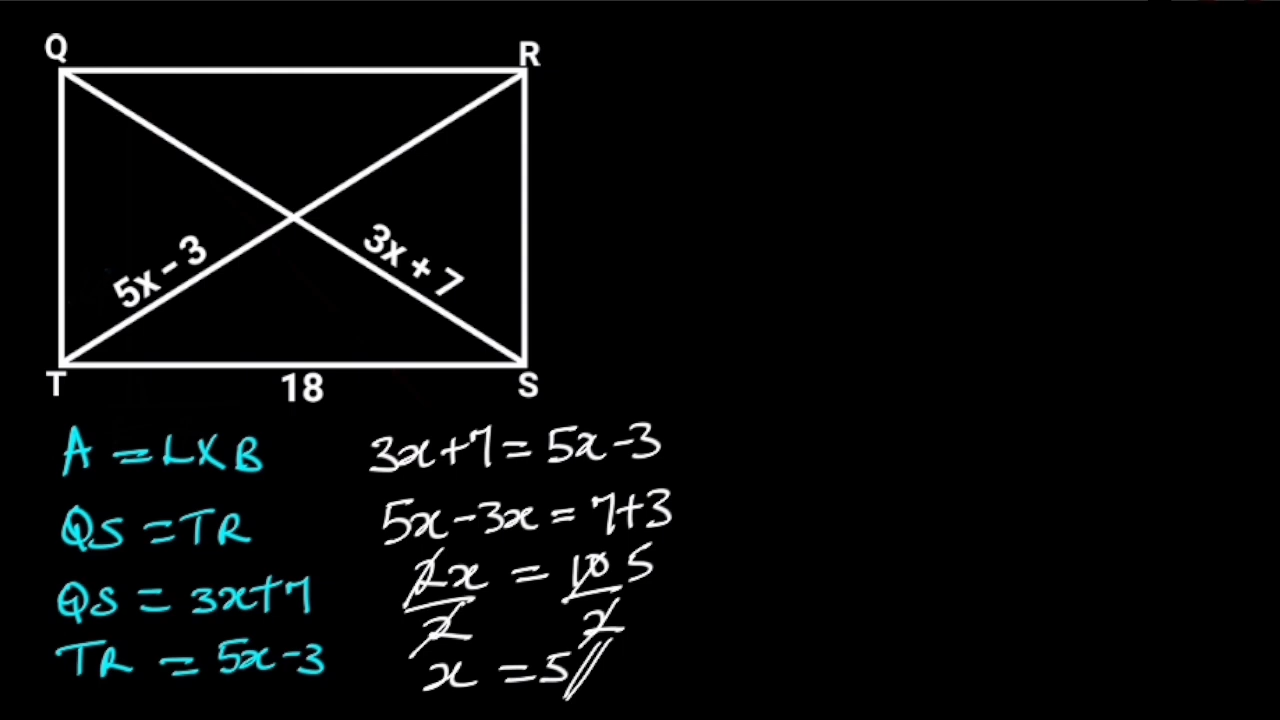 Q
R
5x - 3
3x + 7
T
18
S
A = L X B
QS = TR
QS = 3x+7
TR = 5x-3
3x+7 = 5x-3
5x-3x = 7+3
2x = 10 5
2 2
x = 5